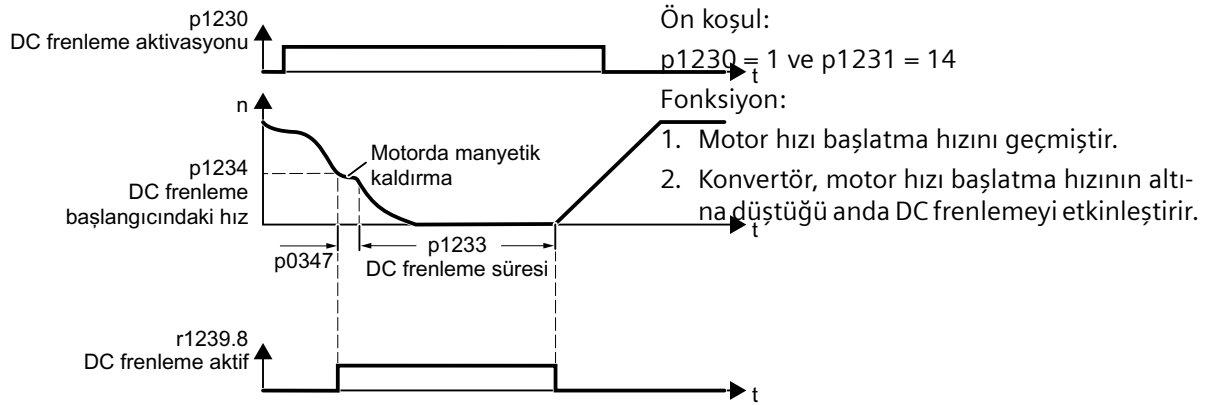 p1230
DC frenleme aktivasyonu
t
n
p1234
DC frenleme
başlangıcındaki hız
Motorda manyetik
kaldırma
t
p0347
p1233
DC frenleme süresi
r1239.8
DC frenleme aktif
t
Ön koşul:
p1230 = 1 ve p1231 = 14
Fonksiyon:
1. Motor hızı başlatma hızını geçmiştir.
2. Konvertör, motor hızı başlatma hızının altı-
na düştüğü anda DC frenlemeyi etkinleştirir.